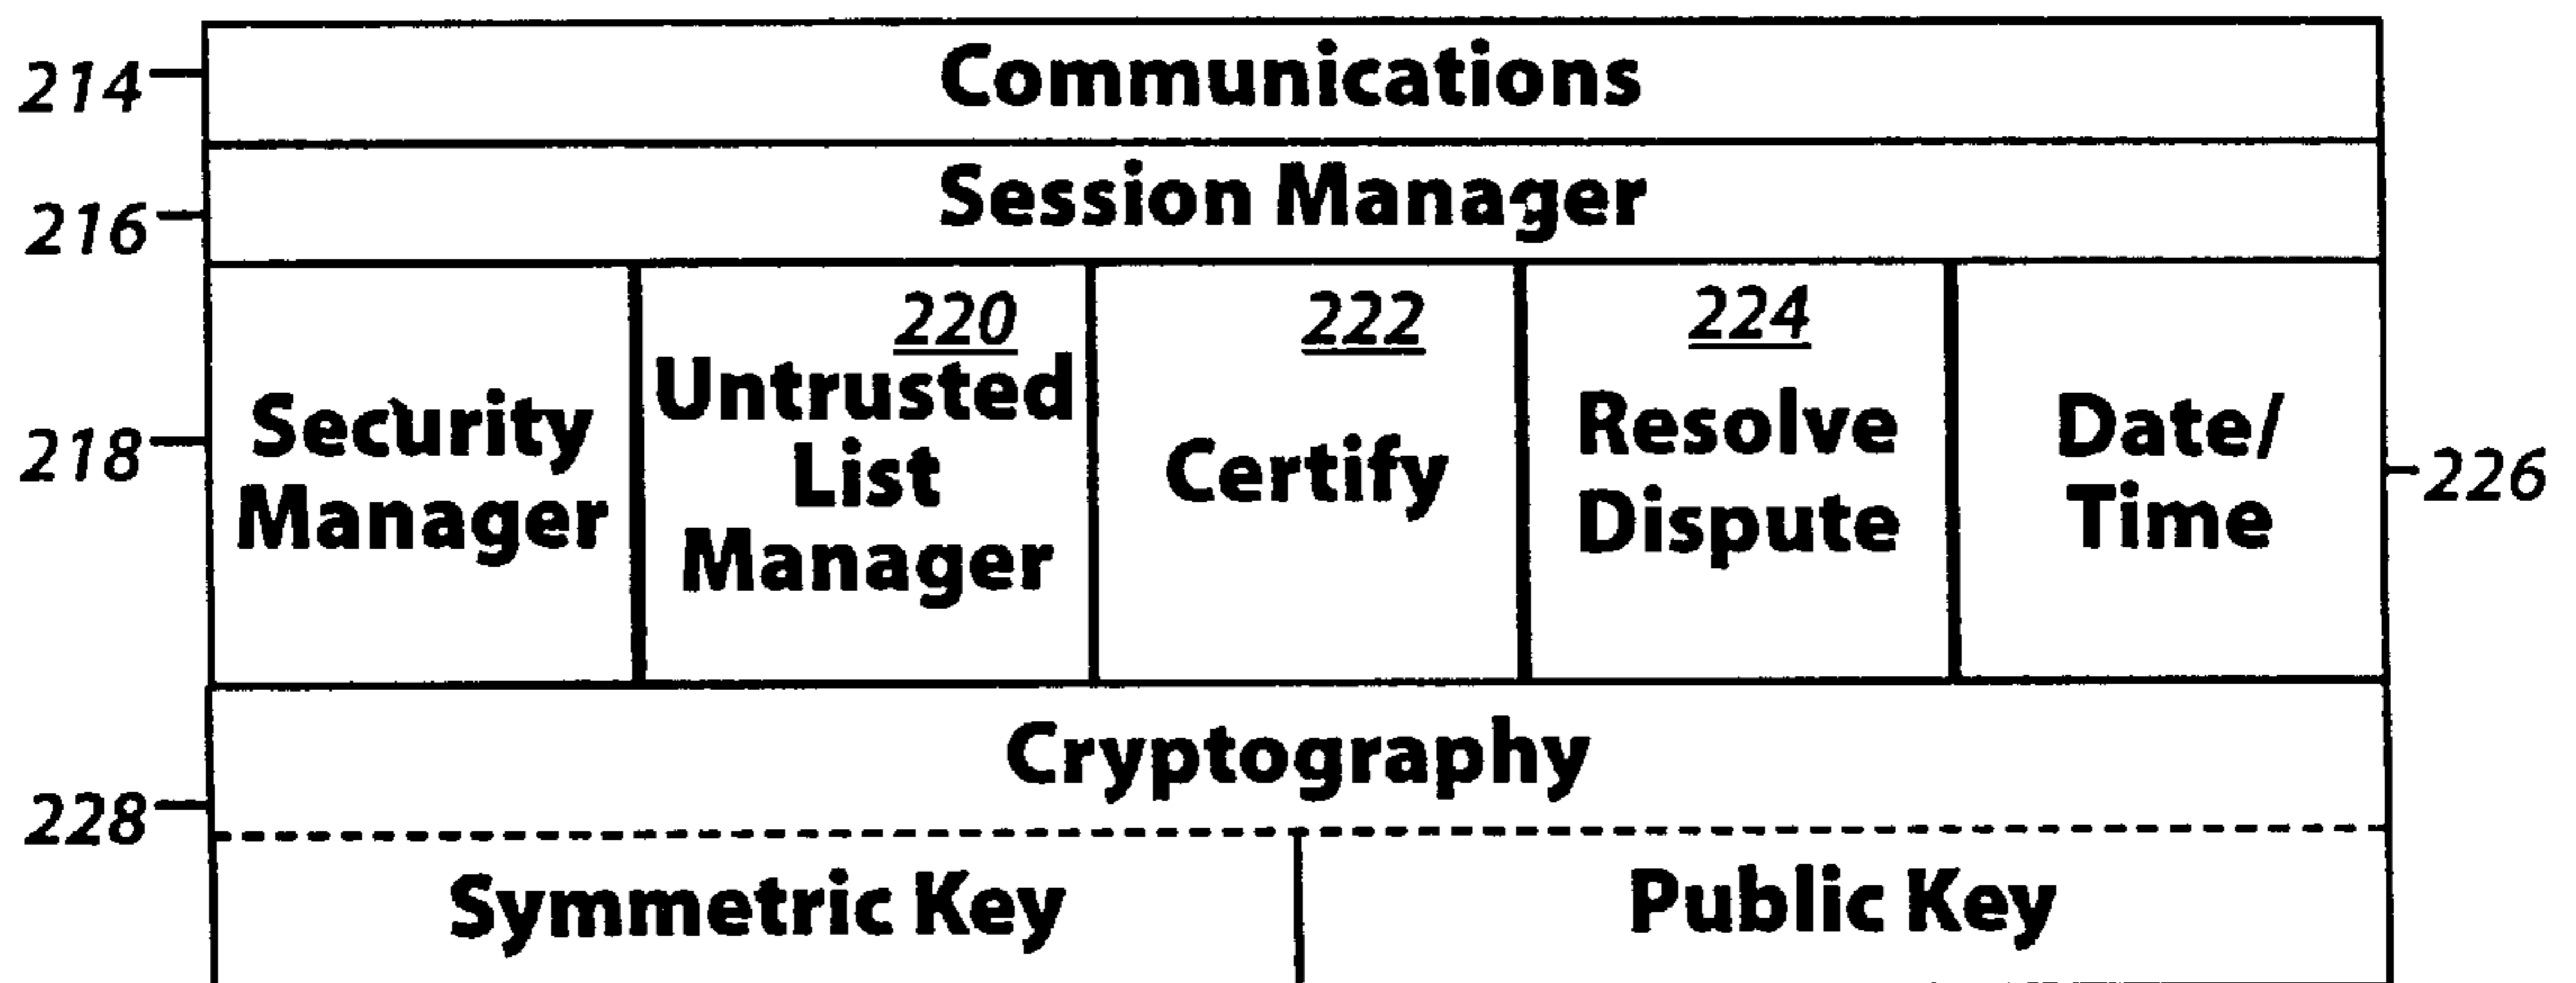 214
Communications
216
Session Manager
218
Security
Manager
220
Untrusted
List
Manager
222
Certify
224
Resolve
Dispute
Date/
Time
226
228
Cryptography
Symmetric Key
Public Key